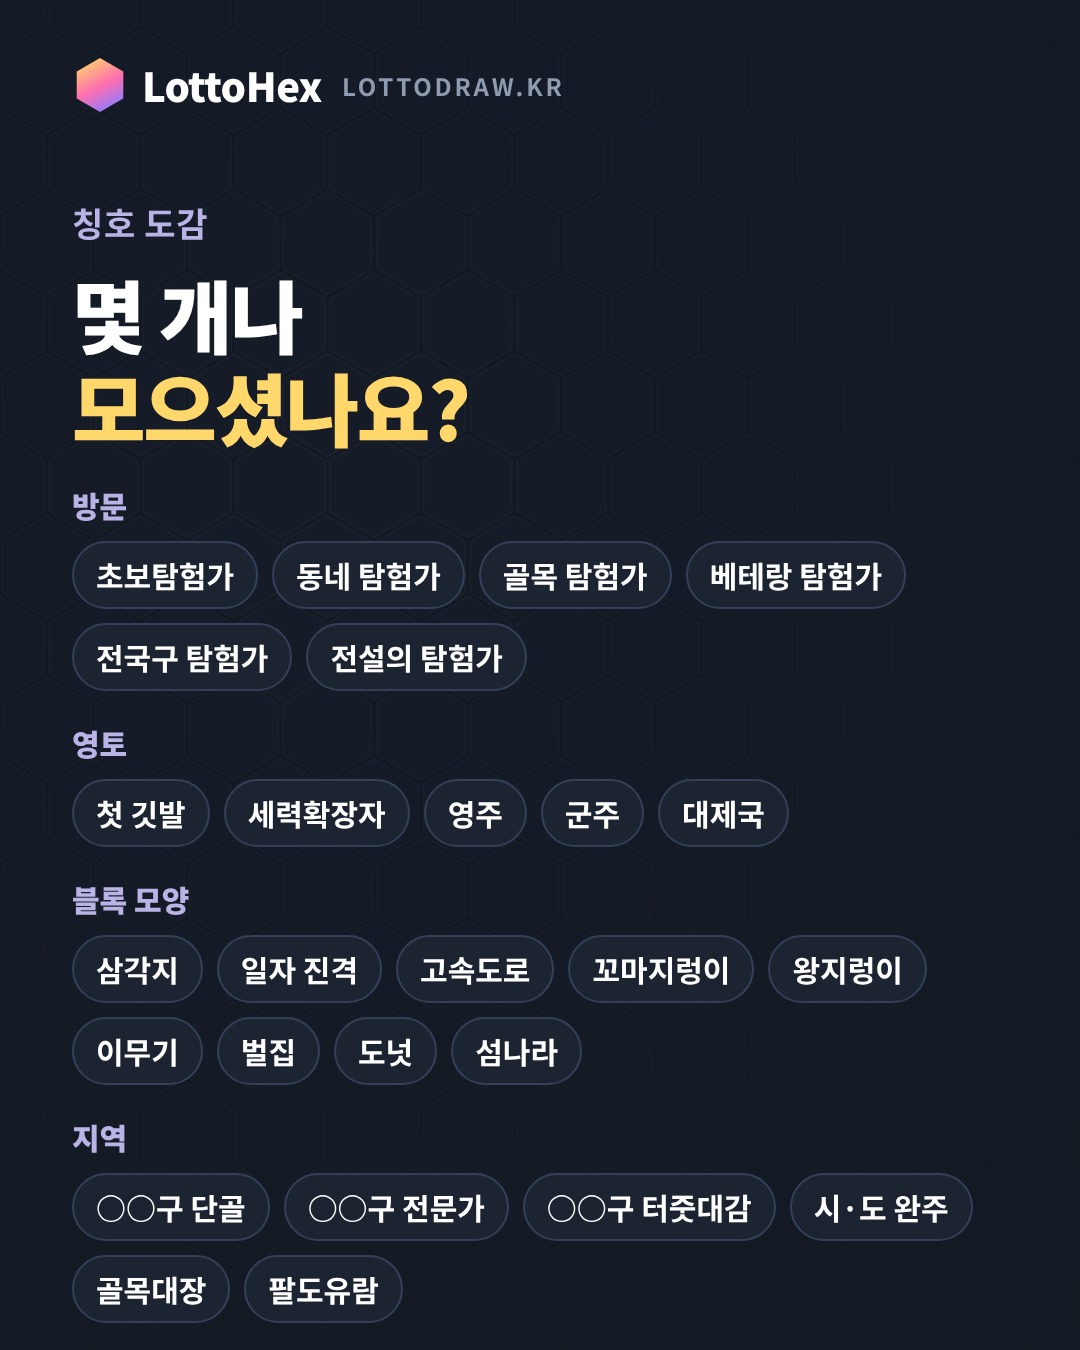 LottoHex LOTTODRAW.KR
칭호 도감
몇 개나
모으셨나요?
방문
초보탐험가 동네 탐험가 골목 탐험가 베테랑 탐험가
전국구 탐험가 전설의 탐험가
영토
첫 깃발 세력확장자 영주 군주 대제국
블록 모양
삼각지 일자 진격 고속도로 꼬마지렁이 왕지렁이
이무기 벌집 도넛 섬나라
지역
◯◯구 단골 ◯◯구 전문가 ◯◯구 터줏대감 시·도 완주
골목대장 팔도유람